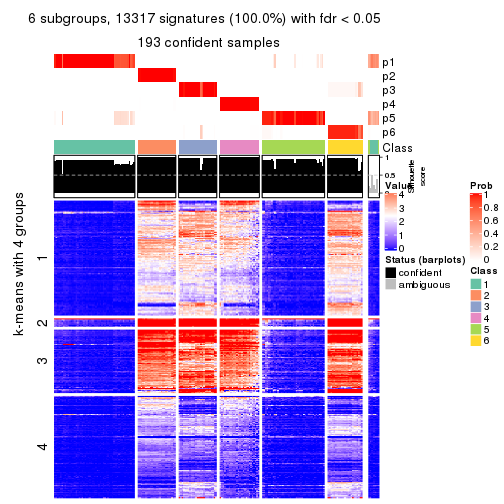 6 subgroups, 13317 signatures (100.0%) with fdr < 0.05
193 confident samples
p1
p2
p3
p4
p5
p6
Class
1
0.5
0
Silhouette
score
k-means with 4 groups
1
2
3
4
Value
4
3
2
1
0
Status (barplots)
confident
ambiguous
Prob
1
0.8
0.6
0.4
0.2
0
Class
1
2
3
4
5
6